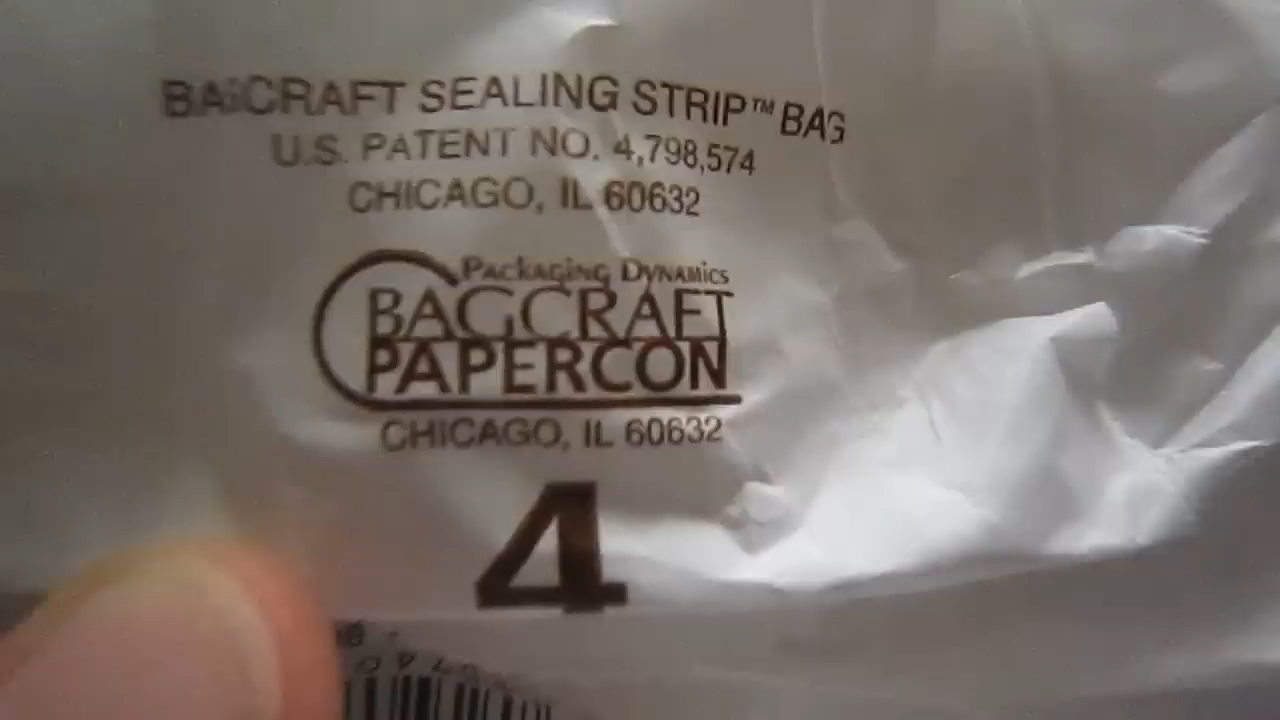 BAGCRAFT SEALING STRIP™ BAG
U.S. PATENT NO. 4,798,574
CHICAGO, IL 60632
PACKAGING DYNAMICS
BAGCRAFT
PAPERCON
CHICAGO, IL 60632
4